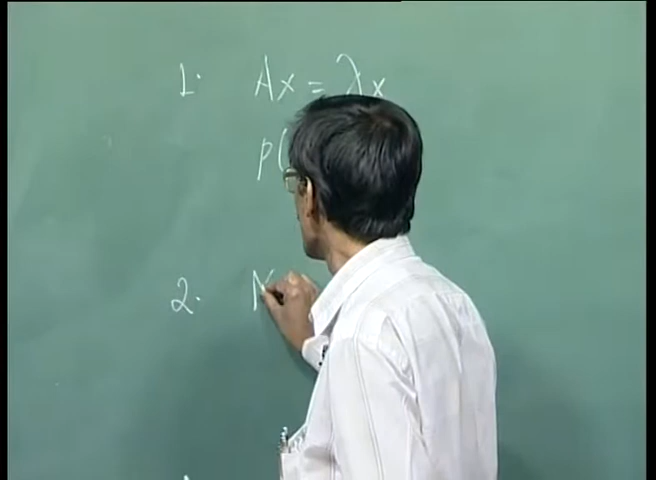 1. Ax = λx
p(
2. N